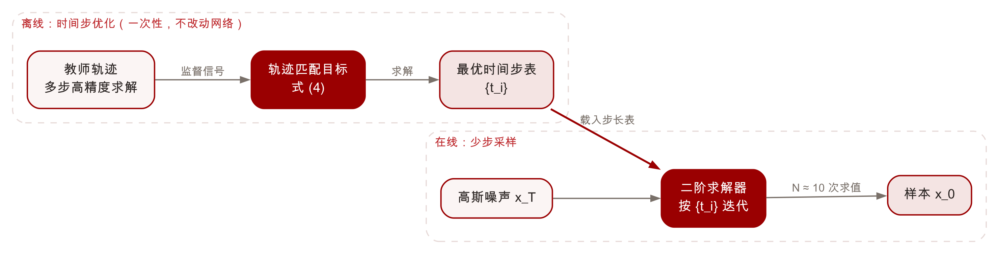 离线：时间步优化（一次性，不改动网络）
教师轨迹
多步高精度求解
监督信号
轨迹匹配目标
式 (4)
求解
最优时间步表
{t_i}
载入步长表
在线：少步采样
高斯噪声 x_T
二阶求解器
按 {t_i} 迭代
N ≈ 10 次求值
样本 x_0